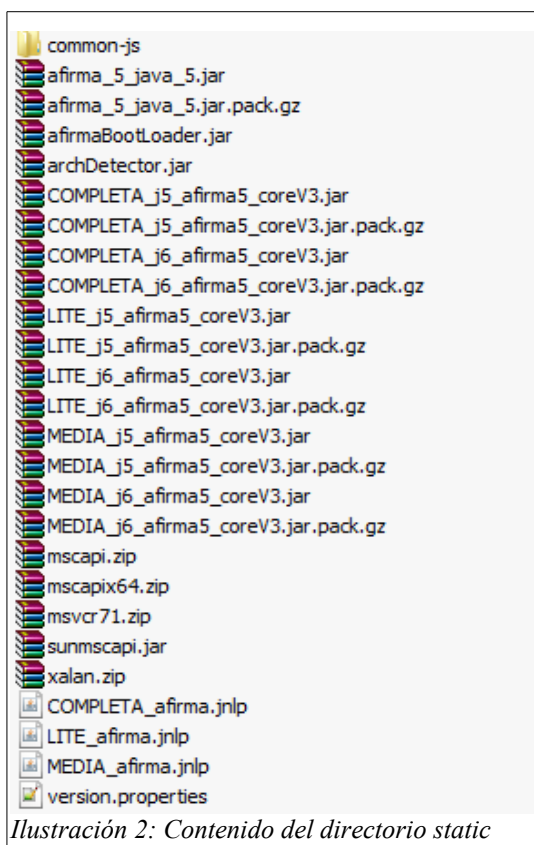 common-js
afirma_5_java_5.jar
afirma_5_java_5.jar.pack.gz
afirmaBootLoader.jar
archDetector.jar
COMPLETA_j5_afirma5_coreV3.jar
COMPLETA_j5_afirma5_coreV3.jar.pack.gz
COMPLETA_j6_afirma5_coreV3.jar
COMPLETA_j6_afirma5_coreV3.jar.pack.gz
LITE_j5_afirma5_coreV3.jar
LITE_j5_afirma5_coreV3.jar.pack.gz
LITE_j6_afirma5_coreV3.jar
LITE_j6_afirma5_coreV3.jar.pack.gz
MEDIA_j5_afirma5_coreV3.jar
MEDIA_j5_afirma5_coreV3.jar.pack.gz
MEDIA_j6_afirma5_coreV3.jar
MEDIA_j6_afirma5_coreV3.jar.pack.gz
mscapi.zip
mscapix64.zip
msvcr71.zip
sunmscapi.jar
xalan.zip
COMPLETA_afirma.jnlp
LITE_afirma.jnlp
MEDIA_afirma.jnlp
version.properties
Ilustración 2: Contenido del directorio static